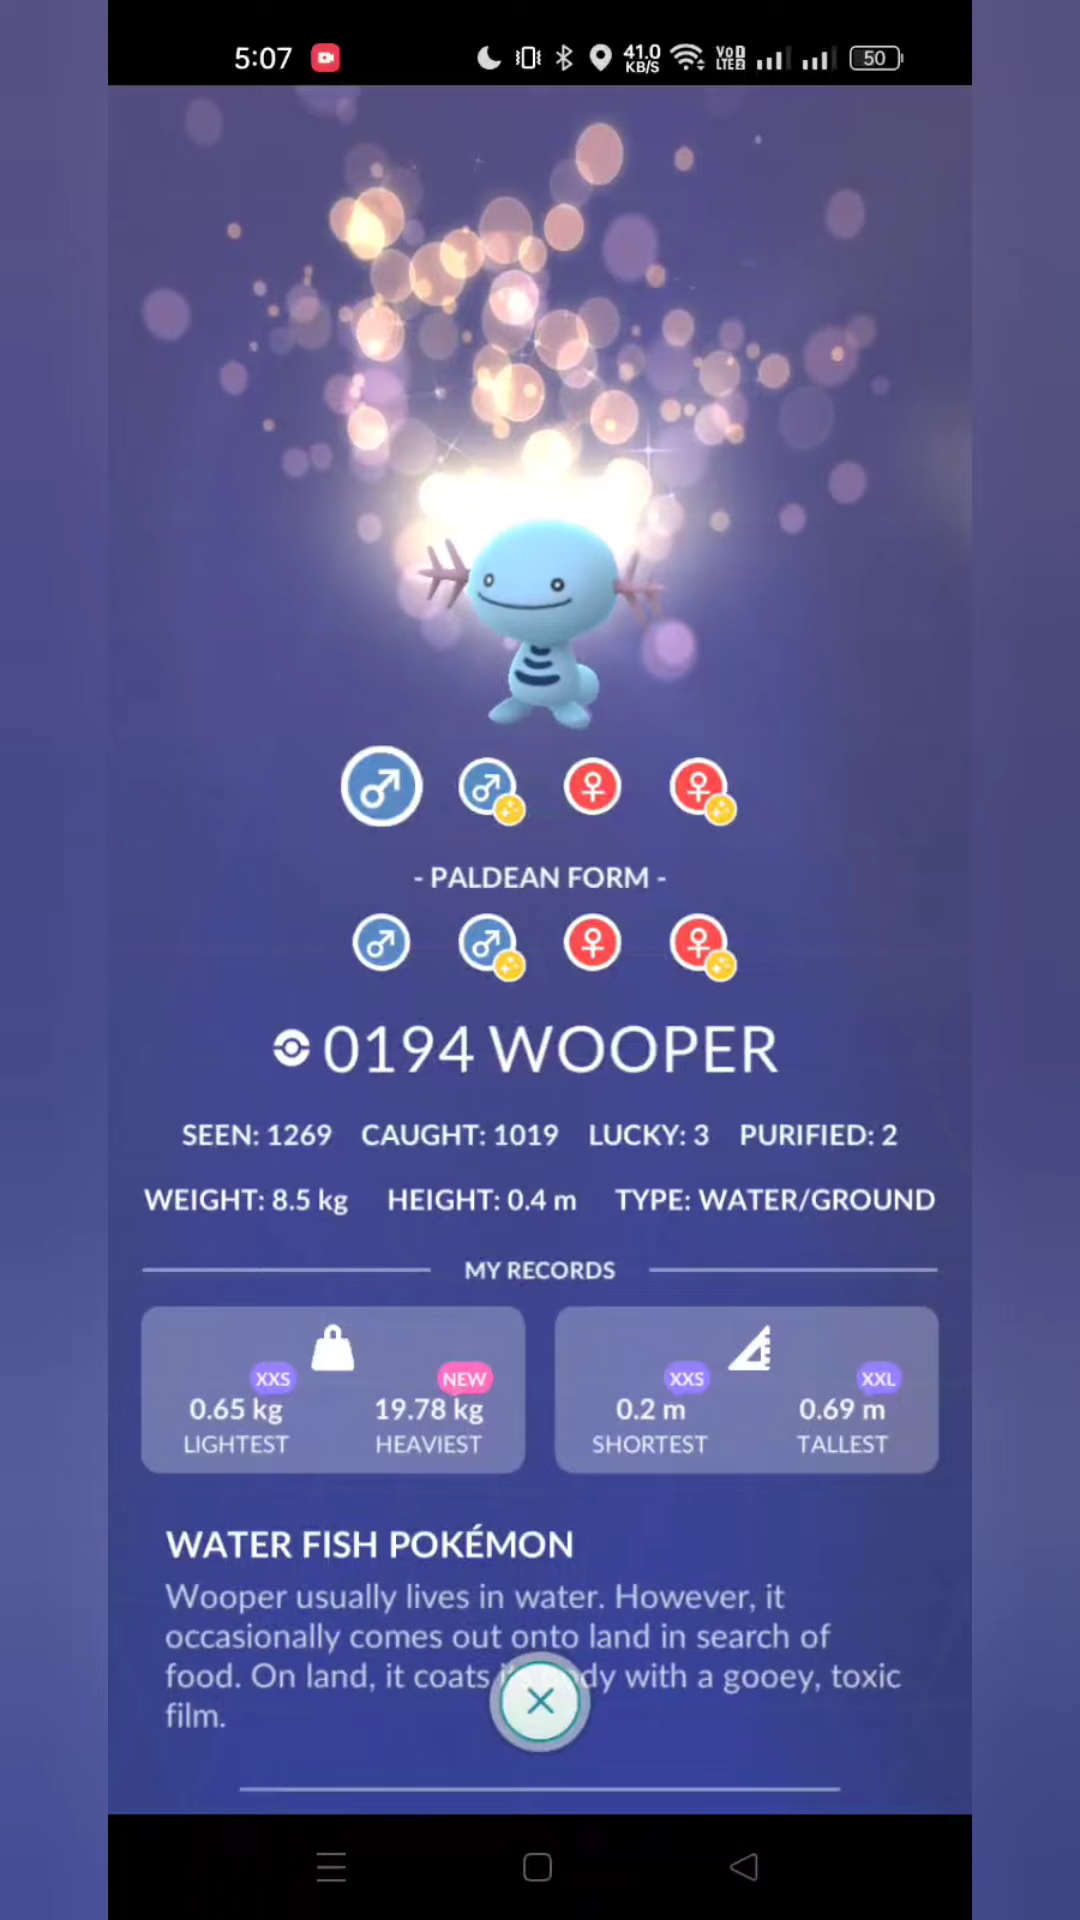 5:07
41.0
KB/S
VoD
LTE2
50
- PALDEAN FORM -
0194 WOOPER
SEEN: 1269 CAUGHT: 1019 LUCKY: 3 PURIFIED: 2
WEIGHT: 8.5 kg HEIGHT: 0.4 m TYPE: WATER/GROUND
MY RECORDS
XXS NEW XXS XXL
0.65 kg 19.78 kg 0.2 m 0.69 m
LIGHTEST HEAVIEST SHORTEST TALLEST
WATER FISH POKÉMON
Wooper usually lives in water. However, it
occasionally comes out onto land in search of
food. On land, it coats with a gooey, toxic
film.